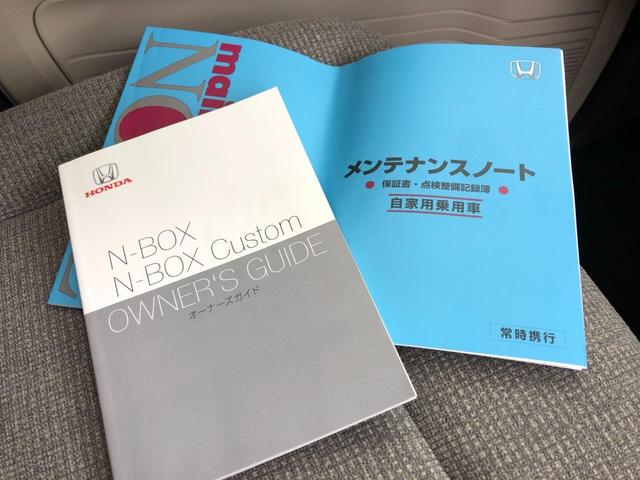 HONDA
N-BOX
N-BOX Custom
OWNER'S GUIDE
オーナーズガイド
メンテナンスノート
保証書・点検整備記録簿
自家用乗用車
常時携行
mai
NO